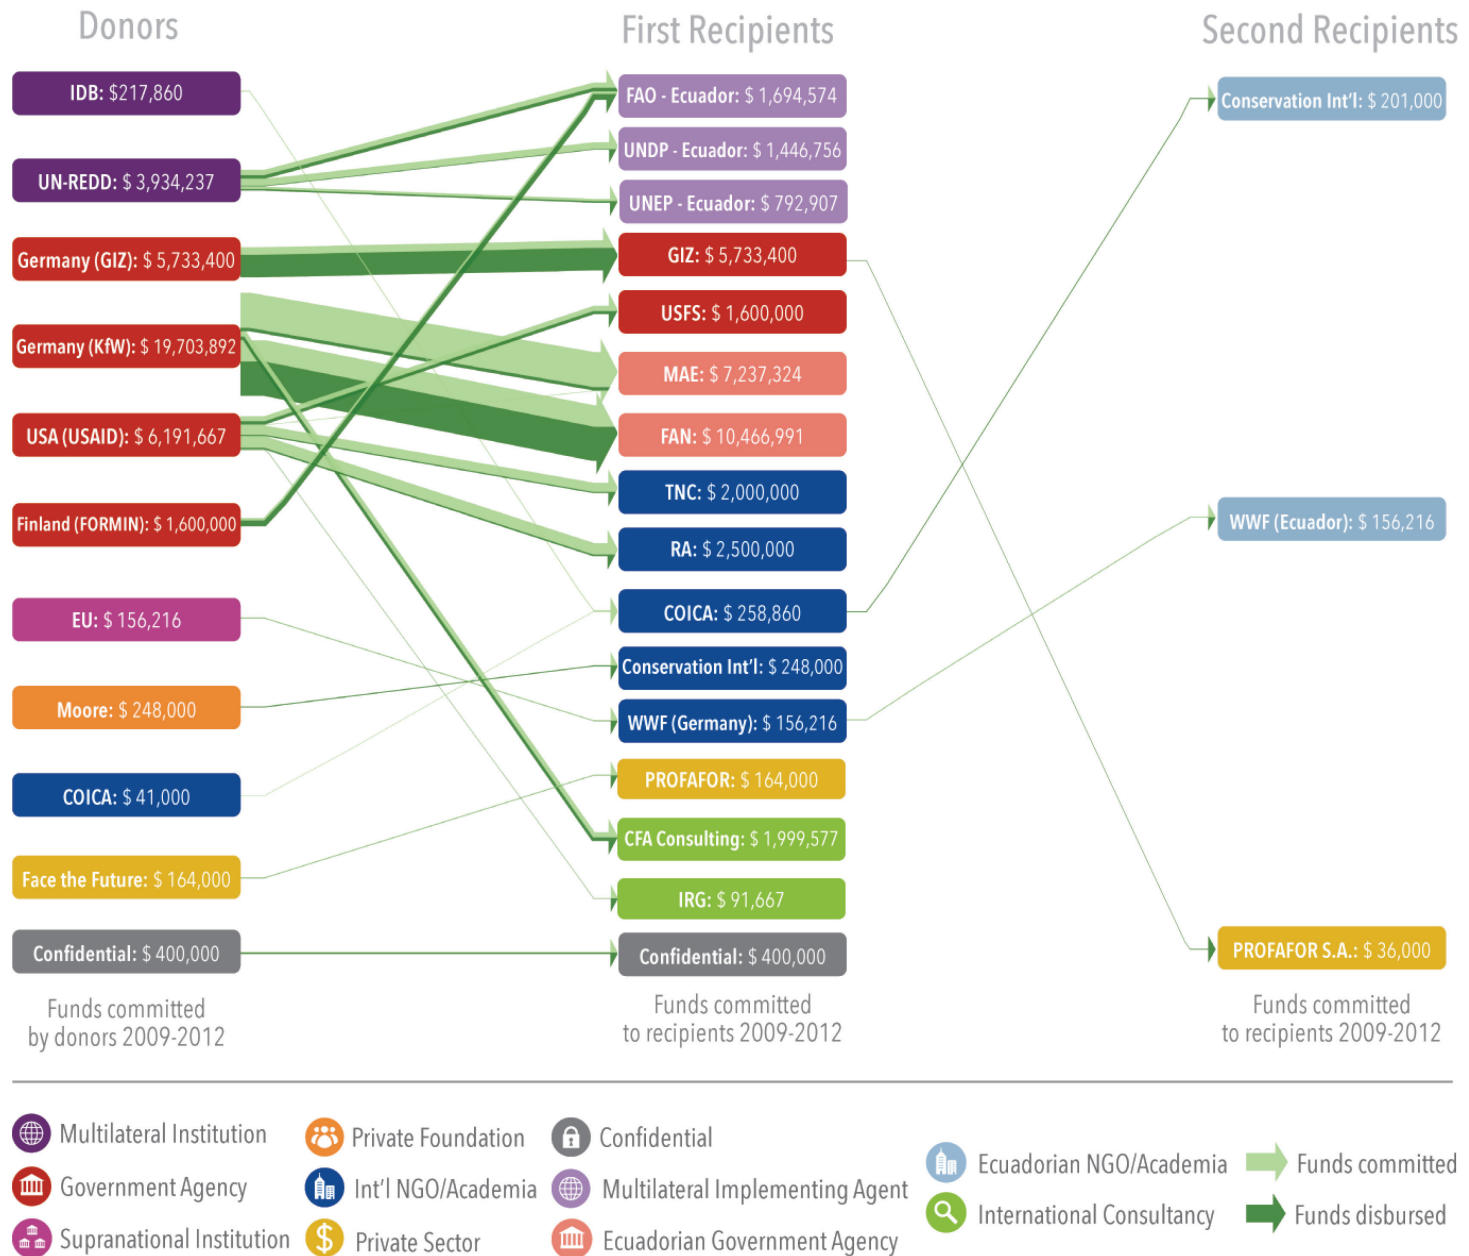 Donors
First Recipients
Second Recipients
IDB: $217,860
UN-REDD: $ 3,934,237
Germany (GIZ): $ 5,733,400
Germany (KfW): $ 19,703,892
USA (USAID): $ 6,191,667
Finland (FORMIN): $ 1,600,000
EU: $ 156,216
Moore: $ 248,000
COICA: $ 41,000
Face the Future: $ 164,000
Confidential: $ 400,000
Funds committed
by donors 2009-2012
FAO - Ecuador: $ 1,694,574
UNDP - Ecuador: $ 1,446,756
UNEP - Ecuador: $ 792,907
GIZ: $ 5,733,400
USFS: $ 1,600,000
MAE: $ 7,237,324
FAN: $ 10,466,991
TNC: $ 2,000,000
RA: $ 2,500,000
COICA: $ 258,860
Conservation Int'l: $ 248,000
WWF (Germany): $ 156,216
PROFAFOR: $ 164,000
CFA Consulting: $ 1,999,577
IRG: $ 91,667
Confidential: $ 400,000
Funds committed
to recipients 2009-2012
Conservation Int'l: $ 201,000
WWF (Ecuador): $ 156,216
PROFAFOR S.A.: $ 36,000
Funds committed
to recipients 2009-2012
Multilateral Institution
Government Agency
Supranational Institution
Private Foundation
Int'l NGO/Academia
$ Private Sector
Confidential
Multilateral Implementing Agent
Ecuadorian Government Agency
Ecuadorian NGO/Academia
International Consultancy
Funds committed
Funds disbursed